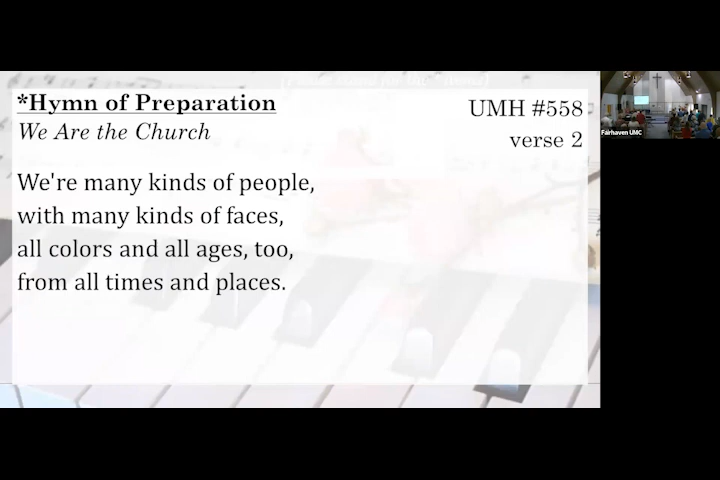 *Hymn of Preparation
We Are the Church
UMH #558
verse 2
We're many kinds of people,
with many kinds of faces,
all colors and all ages, too,
from all times and places.
Fairhaven UMC